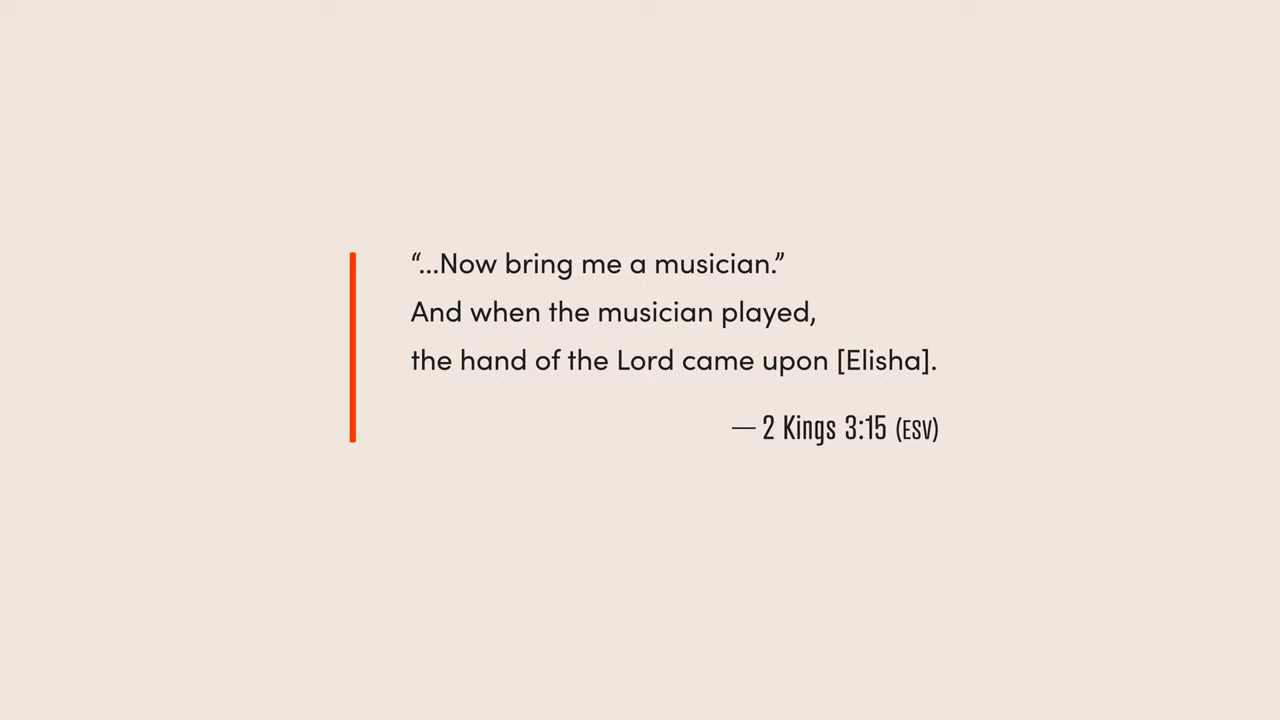 “...Now bring me a musician.”
And when the musician played,
the hand of the Lord came upon [Elisha].
— 2 Kings 3:15 (ESV)